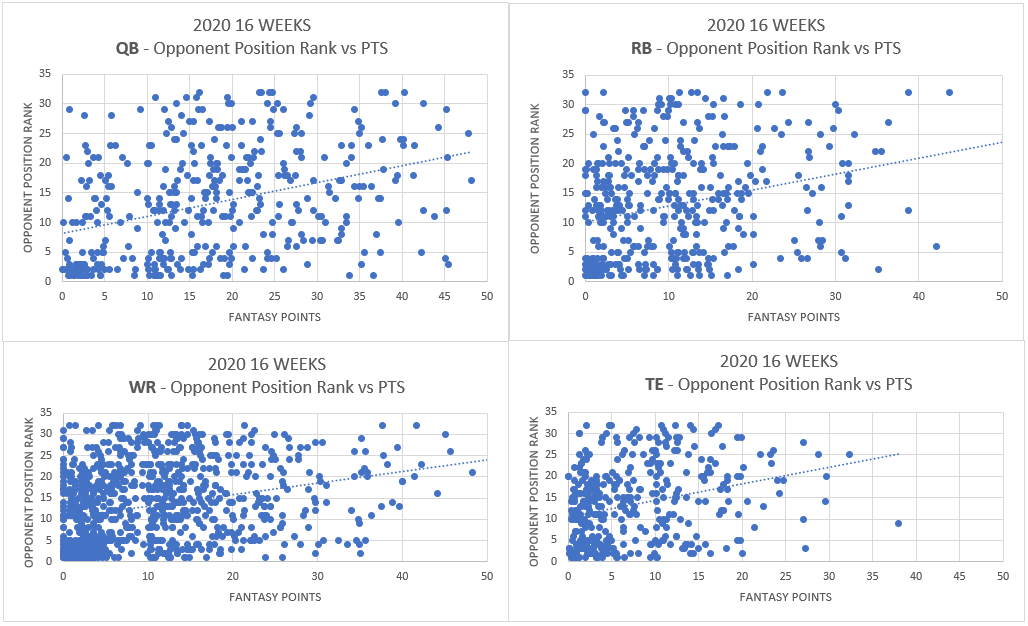 2020 16 WEEKS
QB - Opponent Position Rank vs PTS
OPPONENT POSITION RANK
35
30
25
20
15
10
5
0
0 5 10 15 20 25 30 35 40 45 50
FANTASY POINTS
2020 16 WEEKS
RB - Opponent Position Rank vs PTS
OPPONENT POSITION RANK
35
30
25
20
15
10
5
0
0 10 20 30 40 50
FANTASY POINTS
2020 16 WEEKS
WR - Opponent Position Rank vs PTS
OPPONENT POSITION RANK
35
30
25
20
15
10
5
0
0 10 20 30 40 50
FANTASY POINTS
2020 16 WEEKS
TE - Opponent Position Rank vs PTS
OPPONENT POSITION RANK
35
30
25
20
15
10
5
0
0 5 10 15 20 25 30 35 40 45 50
FANTASY POINTS